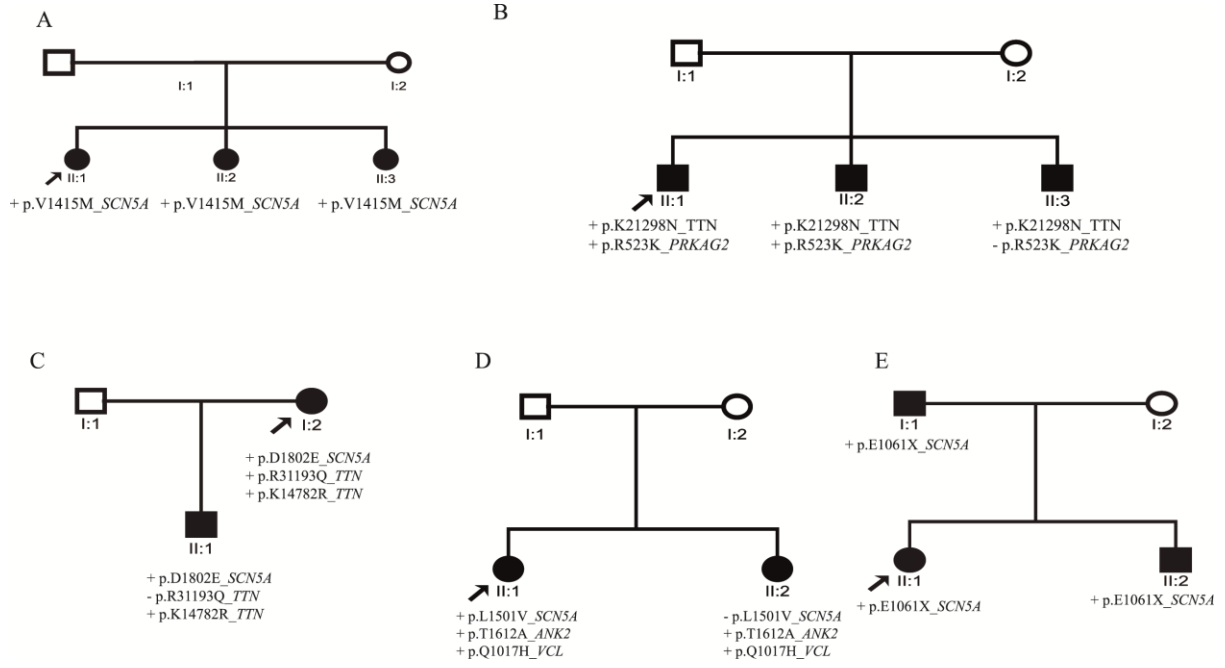 A
I:1
I:2
II:1
II:2
II:3
+ p.V1415M_SCN5A
+ p.V1415M_SCN5A
+ p.V1415M_SCN5A
B
I:1
I:2
II:1
+ p.K21298N_TTN
+ p.R523K_PRKAG2
II:2
+ p.K21298N_TTN
+ p.R523K_PRKAG2
II:3
+ p.K21298N_TTN
- p.R523K_PRKAG2
C
I:1
I:2
+ p.D1802E_SCN5A
+ p.R31193Q_TTN
+ p.K14782R_TTN
II:1
+ p.D1802E_SCN5A
- p.R31193Q_TTN
+ p.K14782R_TTN
D
I:1
I:2
II:1
+ p.L1501V_SCN5A
+ p.T1612A_ANK2
+ p.Q1017H_VCL
II:2
- p.L1501V_SCN5A
+ p.T1612A_ANK2
+ p.Q1017H_VCL
E
I:1
+ p.E1061X_SCN5A
I:2
II:1
+ p.E1061X_SCN5A
II:2
+ p.E1061X_SCN5A